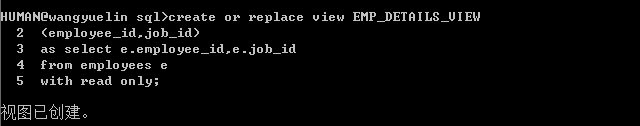 HUMAN@wangyuelin sql>create or replace view EMP_DETAILS_VIEW
2 (employee_id,job_id)
3 as select e.employee_id,e.job_id
4 from employees e
5 with read only;
视图已创建。